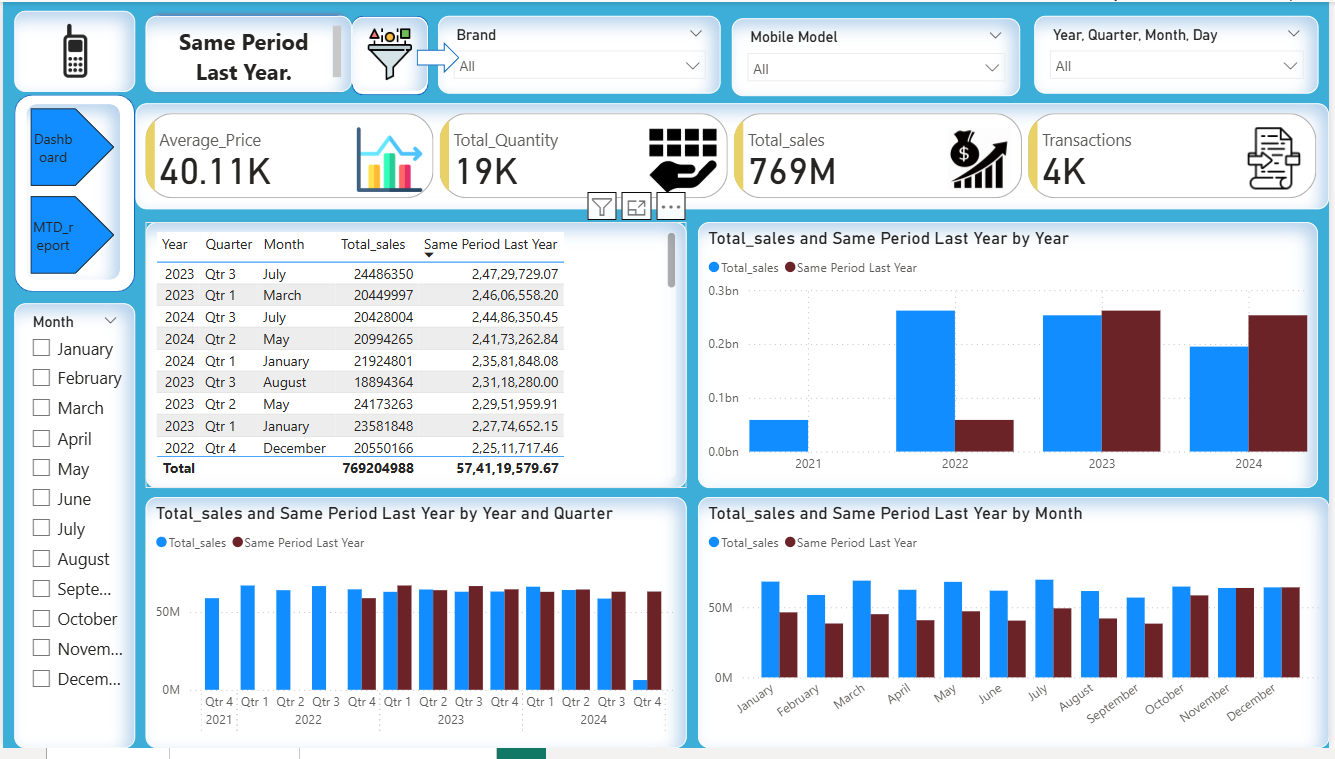 Same Period
Last Year.
Brand
All
Mobile Model
All
Year, Quarter, Month, Day
All
Dashb
oard
MTD_r
eport
Average_Price
40.11K
Total_Quantity
19K
Total_sales
769M
Transactions
4K
Month
January
February
March
April
May
June
July
August
Septe...
October
Novem...
Decem...
Year Quarter Month Total_sales Same Period Last Year
2023 Qtr 3 July 24486350 2,47,29,729.07
2023 Qtr 1 March 20449997 2,46,06,558.20
2024 Qtr 3 July 20428004 2,44,86,350.45
2024 Qtr 2 May 20994265 2,41,73,262.84
2024 Qtr 1 January 21924801 2,35,81,848.08
2023 Qtr 3 August 18894364 2,31,18,280.00
2023 Qtr 2 May 24173263 2,29,51,959.91
2023 Qtr 1 January 23581848 2,27,74,652.15
2022 Qtr 4 December 20550166 2,25,11,717.46
Total 769204988 57,41,19,579.67
Total_sales and Same Period Last Year by Year
Total_sales Same Period Last Year
0.3bn
0.2bn
0.1bn
0.0bn
2021 2022 2023 2024
Total_sales and Same Period Last Year by Year and Quarter
Total_sales Same Period Last Year
50M
0M
Qtr 4 Qtr 1 Qtr 2 Qtr 3 Qtr 4 Qtr 1 Qtr 2 Qtr 3 Qtr 4 Qtr 1 Qtr 2 Qtr 3 Qtr 4
2021 2022 2023 2024
Total_sales and Same Period Last Year by Month
Total_sales Same Period Last Year
50M
0M
January February March April May June July August September October November December